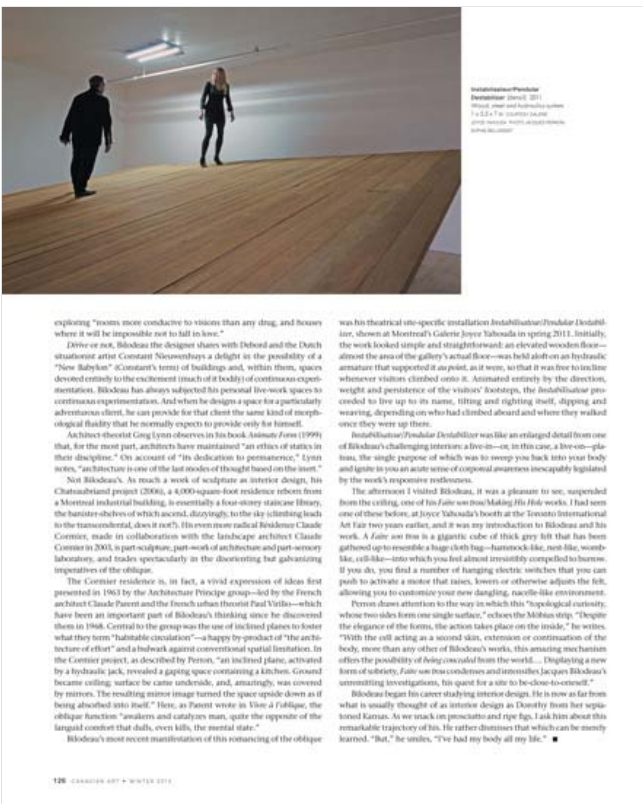 Instabilisateur/Pendular
Destabilizer 2011
exploring "rooms more conducive to visions than any drug, and houses
where it will be impossible not to fall in love."
Dérive or not, Bilodeau the designer shares with Debord and the Dutch
situationist artist Constant Nieuwenhuys a delight in the possibility of a
"New Babylon" (Constant's term) of buildings and, within them, spaces
devoted entirely to the excitement (much of it bodily) of continuous experi-
mentation. Bilodeau has always subjected his personal live-work spaces to
continuous experimentation. And when he designs a space for a particularly
adventurous client, he can provide for that client the same kind of morph-
ological fluidity that he normally expects to provide only for himself.
Architect-theorist Greg Lynn observes in his book Animate Form (1999)
that, for the most part, architects have maintained "an ethics of statics in
their discipline." On account of "its dedication to permanence," Lynn
notes, "architecture is one of the last modes of thought based on the inert."
Not Bilodeau's. As much a work of sculpture as interior design, his
Chateaubriand project (2006), a 4,000-square-foot residence reborn from
a Montreal industrial building, is essentially a four-storey staircase library,
the banister-shelves of which ascend, dizzyingly, to the sky (climbing leads
to the transcendental, does it not?). His even more radical Résidence Claude
Cormier, made in collaboration with the landscape architect Claude
Cormier in 2003, is part-sculpture, part-work of architecture and part-sensory
laboratory, and trades spectacularly in the disorienting but galvanizing
imperatives of the oblique.
The Cormier residence is, in fact, a vivid expression of ideas first
presented in 1963 by the Architecture Principe group—led by the French
architect Claude Parent and the French urban theorist Paul Virilio—which
have been an important part of Bilodeau's thinking since he discovered
them in 1968. Central to the group was the use of inclined planes to foster
what they term "habitable circulation"—a happy by-product of "the archi-
tecture of effort" and a bulwark against conventional spatial limitation. In
the Cormier project, as described by Perron, "an inclined plane, activated
by a hydraulic jack, revealed a gaping space containing a kitchen. Ground
became ceiling; surface be came underside, and, amazingly, was covered
by mirrors. The resulting mirror image turned the space upside down as if
being absorbed into itself." Here, as Parent wrote in Vivre à l'oblique, the
oblique function "awakens and catalyzes man, quite the opposite of the
languid comfort that dulls, even kills, the mental state."
Bilodeau's most recent manifestation of this romancing of the oblique
was his theatrical site-specific installation Instabilisateur/Pendular Destabil-
izer, shown at Montreal's Galerie Joyce Yahouda in spring 2011. Initially,
the work looked simple and straightforward: an elevated wooden floor—
almost the area of the gallery's actual floor—was held aloft on an hydraulic
armature that supported it au point, as it were, so that it was free to incline
whenever visitors climbed onto it. Animated entirely by the direction,
weight and persistence of the visitors' footsteps, the Instabilisateur pro-
ceeded to live up to its name, tilting and righting itself, dipping and
weaving, depending on who had climbed aboard and where they walked
once they were up there.
Instabilisateur/Pendular Destabilizer was like an enlarged detail from one
of Bilodeau's challenging interiors: a live-in—or, in this case, a live-on—pla-
teau, the single purpose of which was to sweep you back into your body
and ignite in you an acute sense of corporeal awareness inescapably legislated
by the work's responsive restlessness.
The afternoon I visited Bilodeau, it was a pleasure to see, suspended
from the ceiling, one of his Faire son trou/Making His Hole works. I had seen
one of these before, at Joyce Yahouda's booth at the Toronto International
Art Fair two years earlier, and it was my introduction to Bilodeau and his
work. A Faire son trou is a gigantic cube of thick grey felt that has been
gathered up to resemble a huge cloth bag—hammock-like, nest-like, womb-
like, cell-like—into which you feel almost irresistibly compelled to burrow.
If you do, you find a number of hanging electric switches that you can
push to activate a motor that raises, lowers or otherwise adjusts the felt,
allowing you to customize your new dangling, nacelle-like environment.
Perron draws attention to the way in which this "topological curiosity,
whose two sides form one single surface," echoes the Möbius strip. "Despite
the elegance of the forms, the action takes place on the inside," he writes.
"With the cell acting as a second skin, extension or continuation of the
body, more than any other of Bilodeau's works, this amazing mechanism
offers the possibility of being concealed from the world.... Displaying a new
form of sobriety, Faire son trou condenses and intensifies Jacques Bilodeau's
unremitting investigations, his quest for a site to be-close-to-oneself."
Bilodeau began his career studying interior design. He is now as far from
what is usually thought of as interior design as Dorothy from her sepia-
toned Kansas. As we snack on prosciutto and ripe figs, I ask him about this
remarkable trajectory of his. He rather dismisses that which can be merely
learned. "But," he smiles, "I've had my body all my life." ■
126 CANADIAN ART • WINTER 2012